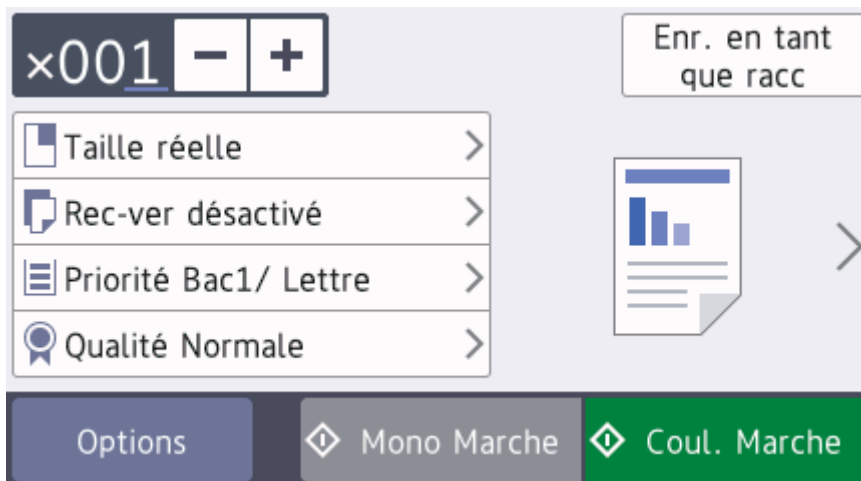 ×001 − +
Enr. en tant
que racc
Taille réelle
Rec-ver désactivé
Priorité Bac1/ Lettre
Qualité Normale
Options
Mono Marche
Coul. Marche